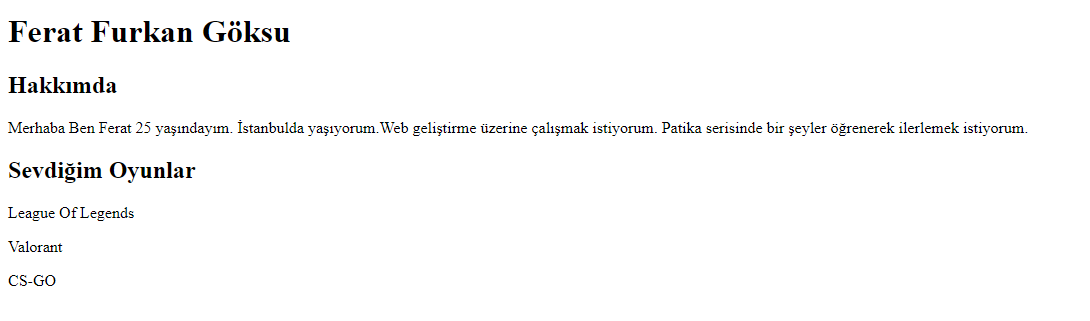 Ferat Furkan Göksu
Hakkımda
Merhaba Ben Ferat 25 yaşındayım. İstanbulda yaşıyorum.Web geliştirme üzerine çalışmak istiyorum. Patika serisinde bir şeyler öğrenerek ilerlemek istiyorum.
Sevdiğim Oyunlar
League Of Legends
Valorant
CS-GO